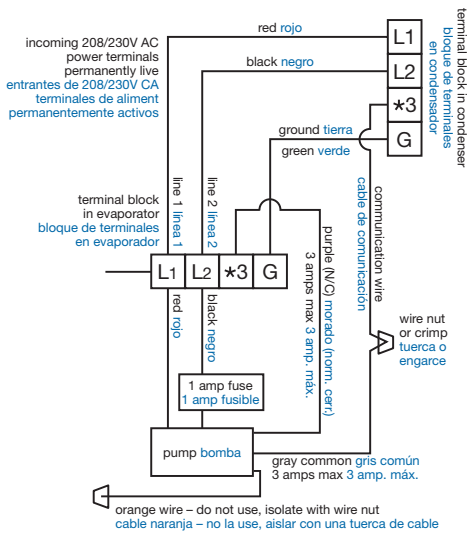 red rojo
L1
incoming 208/230V AC
power terminals
permanently live
entrantes de 208/230V CA
terminales de aliment
permanentemente activos
black negro
L2
*3
ground tierra
green verde
G
terminal block in condenser
bloque de terminales
en condensador
line 1 línea 1
line 2 línea 2
terminal block
in evaporator
bloque de terminales
en evaporador
L1
L2
*3
G
purple (N/C) morado (norm. cerr.)
3 amps max 3 amp. máx.
communication wire
cable de comunicación
red rojo
black negro
wire nut
or crimp
tuerca o
engarce
1 amp fuse
1 amp fusible
pump bomba
gray common gris común
3 amps max 3 amp. máx.
orange wire – do not use, isolate with wire nut
cable naranja – no la use, aislar con una tuerca de cable